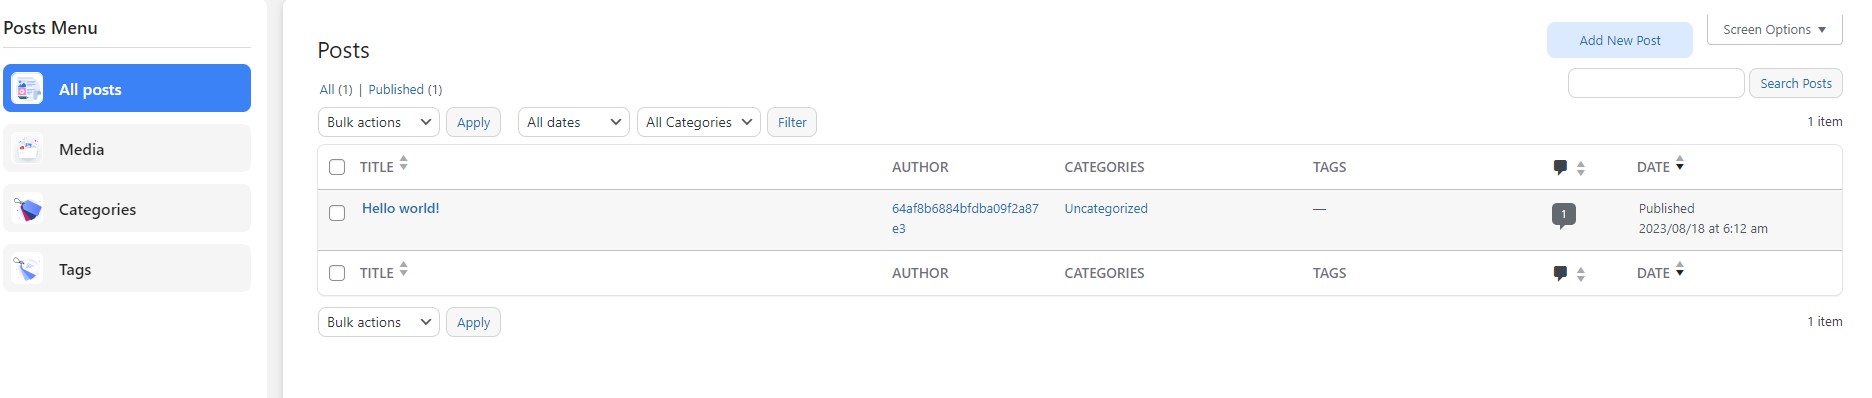 Posts Menu
All posts
Media
Categories
Tags
Posts
Add New Post
Screen Options ▼
All (1) | Published (1)
Search Posts
Bulk actions Apply All dates All Categories Filter 1 item
TITLE AUTHOR CATEGORIES TAGS DATE
Hello world! 64af8b6884bfdba09f2a87 Uncategorized — 1 Published
e3 2023/08/18 at 6:12 am
TITLE AUTHOR CATEGORIES TAGS DATE
Bulk actions Apply 1 item